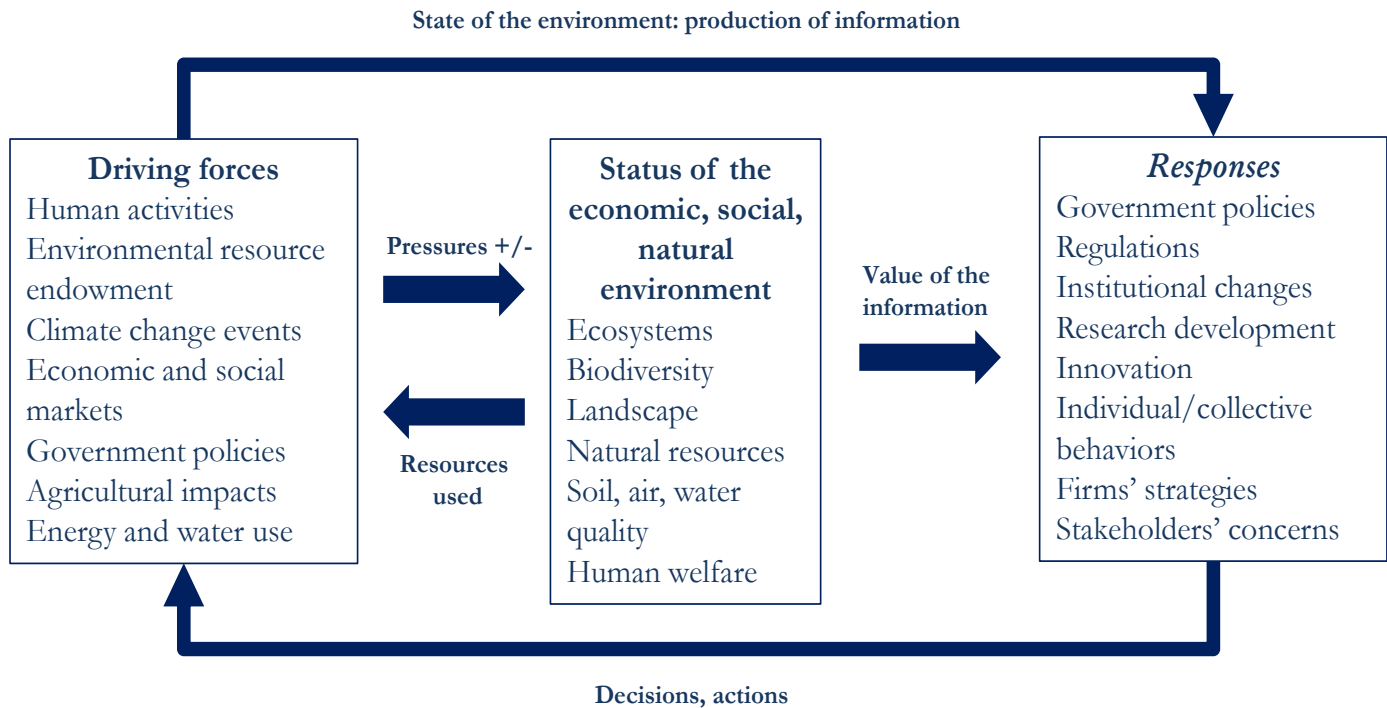 State of the environment: production of information
Driving forces
Human activities
Environmental resource
endowment
Climate change events
Economic and social
markets
Government policies
Agricultural impacts
Energy and water use
Pressures +/-
Resources
used
Status of the
economic, social,
natural
environment
Ecosystems
Biodiversity
Landscape
Natural resources
Soil, air, water
quality
Human welfare
Value of the
information
Responses
Government policies
Regulations
Institutional changes
Research development
Innovation
Individual/collective
behaviors
Firms’ strategies
Stakeholders’ concerns
Decisions, actions